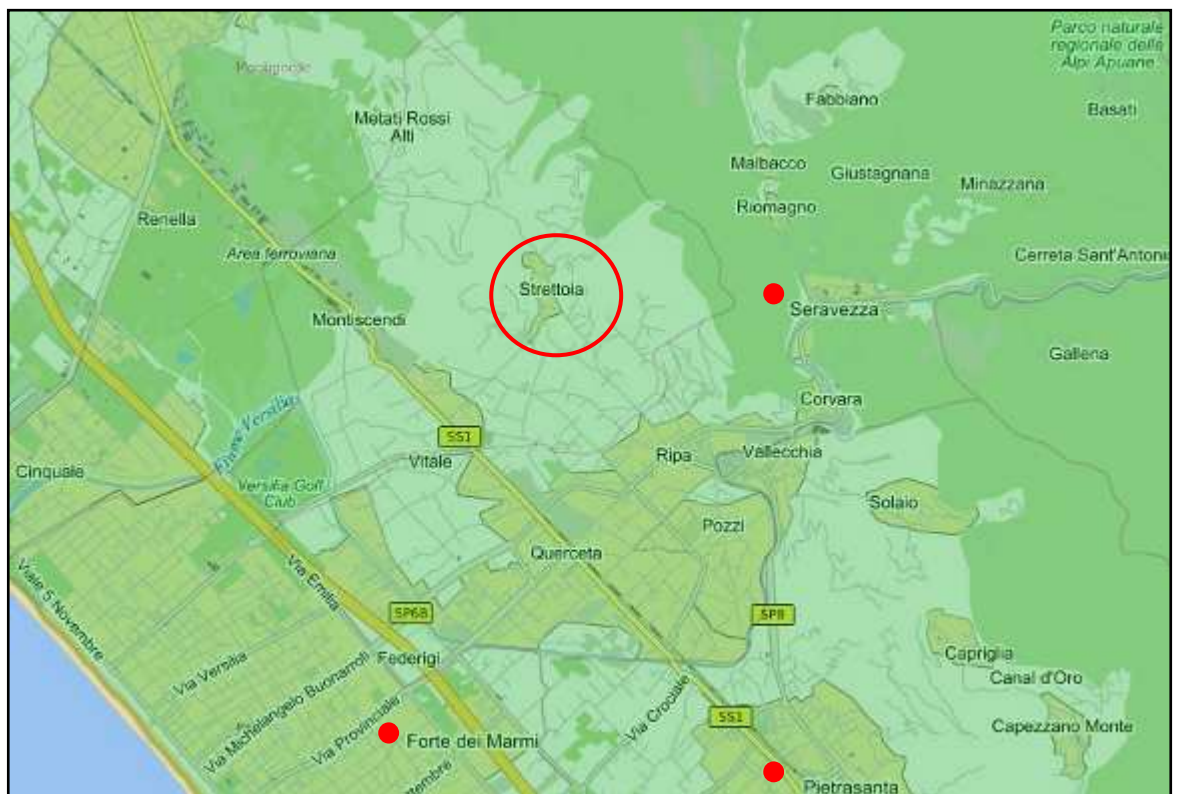 Parco naturale
regionale delle
Alpi Apuane
Fabbiano
Basati
Metati Rossi
Alti
Malbacco
Giustagnana
Minazzana
Riomagno
Renella
Area ferroviaria
Cerreta Sant'Antonio
Strettoia
Seravezza
Montiscendi
Gallena
Corvara
SS1
Ripa
Vallecchia
Vitale
Cinquale
Fiume Versilia
Versilia Golf
Club
Solaio
Pozzi
Querceta
Via Emilia
Viale 5 Novembre
SP68
SP8
Federigi
Capriglia
Canal d'Oro
Via Versilia
Via Michelangelo Buonarroti
Via Provinciale
Via Crociale
SS1
Capezzano Monte
Forte dei Marmi
Pietrasanta